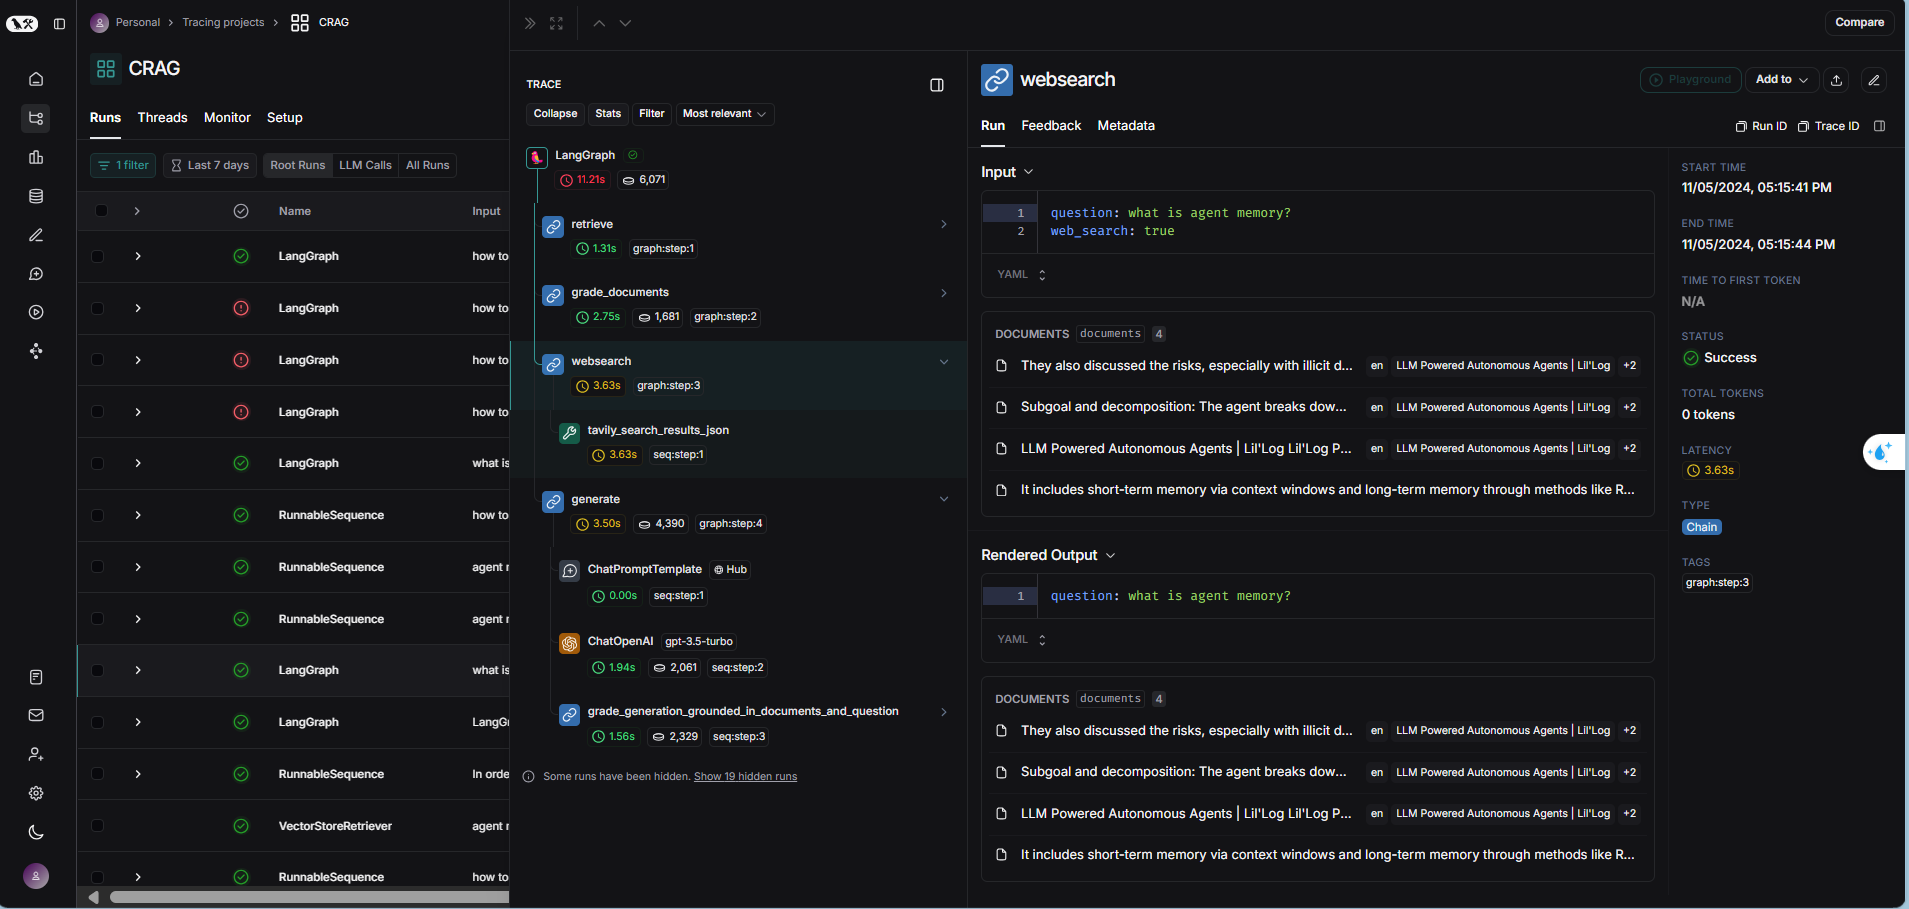 Personal > Tracing projects > CRAG
CRAG
Runs Threads Monitor Setup
1 filter Last 7 days Root Runs LLM Calls All Runs
Name Input
LangGraph how to
LangGraph how to
LangGraph how to
LangGraph how to
LangGraph what is
RunnableSequence how to
RunnableSequence agent
RunnableSequence agent
LangGraph what is
LangGraph LangGr
RunnableSequence In orde
VectorStoreRetriever agent
RunnableSequence how to
TRACE
Collapse Stats Filter Most relevant
LangGraph
11.21s 6,071
retrieve
1.31s graph:step:1
grade_documents
2.75s 1,681 graph:step:2
websearch
3.63s graph:step:3
tavily_search_results_json
3.63s seq:step:1
generate
3.50s 4,390 graph:step:4
ChatPromptTemplate Hub
0.00s seq:step:1
ChatOpenAI gpt-3.5-turbo
1.94s 2,061 seq:step:2
grade_generation_grounded_in_documents_and_question
1.56s 2,329 seq:step:3
Some runs have been hidden. Show 19 hidden runs
Compare
websearch
Playground Add to
Run Feedback Metadata
Run ID Trace ID
Input
1 question: what is agent memory?
2 web_search: true
YAML
DOCUMENTS documents 4
They also discussed the risks, especially with illicit d... en LLM Powered Autonomous Agents | Lil'Log +2
Subgoal and decomposition: The agent breaks dow... en LLM Powered Autonomous Agents | Lil'Log +2
LLM Powered Autonomous Agents | Lil'Log Lil'Log P... en LLM Powered Autonomous Agents | Lil'Log +2
It includes short-term memory via context windows and long-term memory through methods like R...
Rendered Output
1 question: what is agent memory?
YAML
DOCUMENTS documents 4
They also discussed the risks, especially with illicit d... en LLM Powered Autonomous Agents | Lil'Log +2
Subgoal and decomposition: The agent breaks dow... en LLM Powered Autonomous Agents | Lil'Log +2
LLM Powered Autonomous Agents | Lil'Log Lil'Log P... en LLM Powered Autonomous Agents | Lil'Log +2
It includes short-term memory via context windows and long-term memory through methods like R...
START TIME
11/05/2024, 05:15:41 PM
END TIME
11/05/2024, 05:15:44 PM
TIME TO FIRST TOKEN
N/A
STATUS
Success
TOTAL TOKENS
0 tokens
LATENCY
3.63s
TYPE
Chain
TAGS
graph:step:3